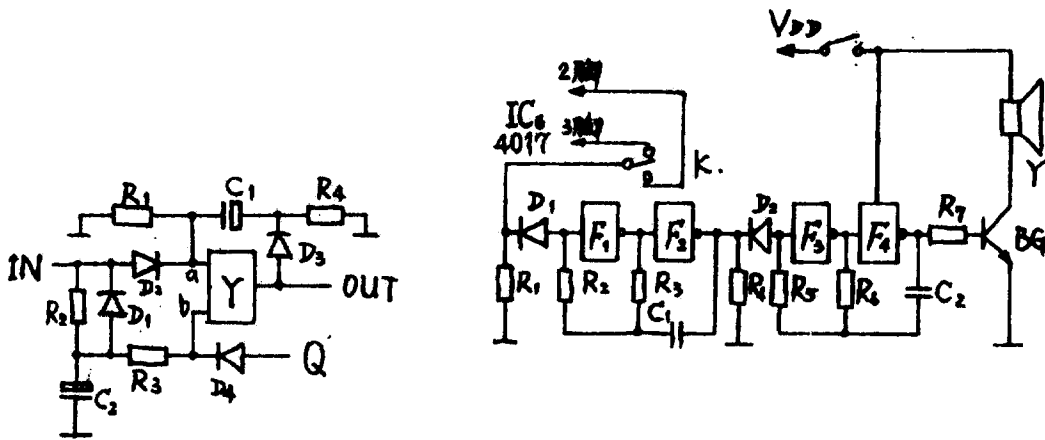 R₁ C₁ R₄
IN D₂ a Y D₃ OUT
R₂ D₁ b
R₃ D₄ Q
C₂
VDD
2脚
IC₆ 3脚
4017 K.
Y
D₁ F₁ F₂ D₂ F₃ F₄ R₇ BG
R₁ R₂ R₃ R₄ R₅ R₆ C₂
C₁